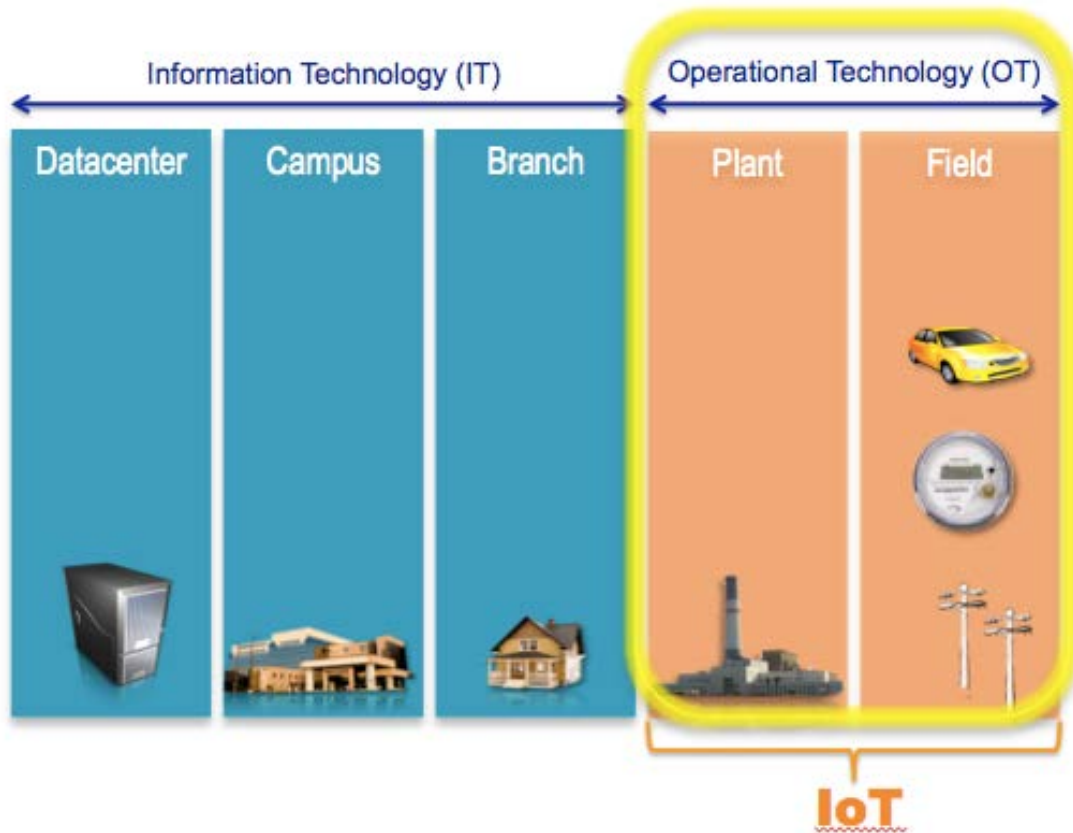 Information Technology (IT)
Operational Technology (OT)
Datacenter
Campus
Branch
Plant
Field
IoT